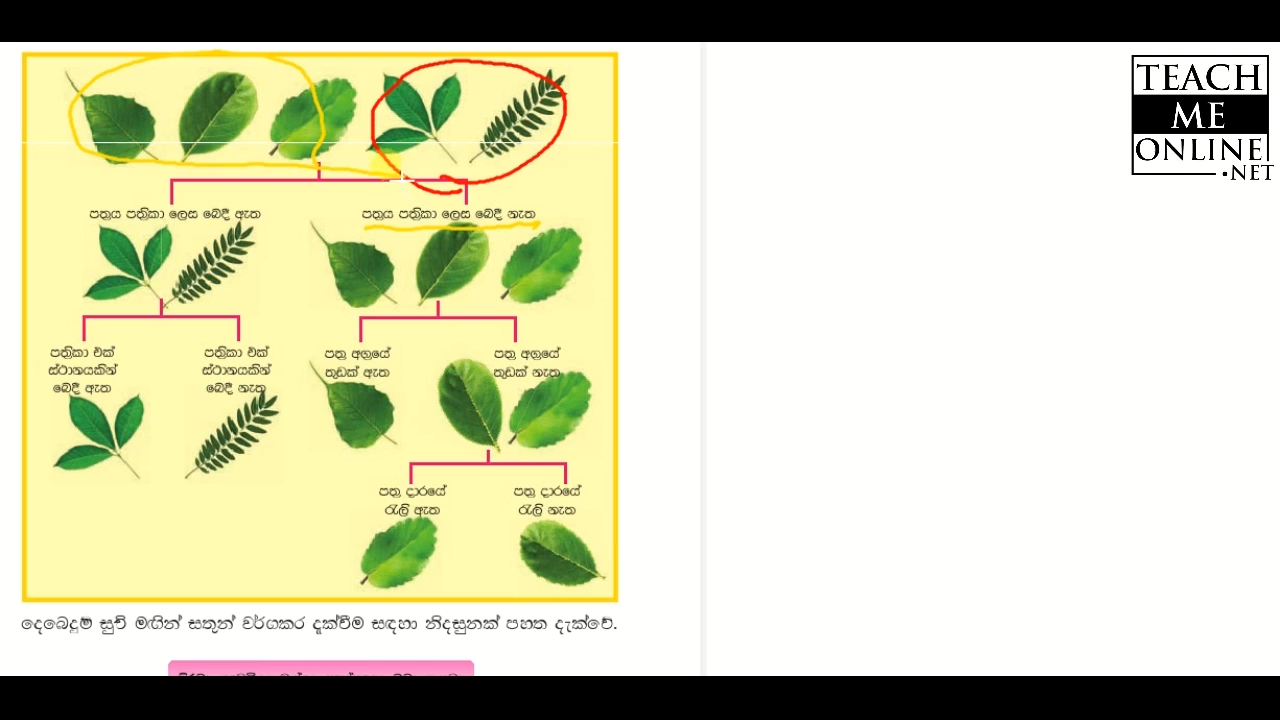 TEACH
ME
ONLINE
.NET
පත්‍රය පත්‍රිකා ලෙස බෙදී ඇත
පත්‍රය පත්‍රිකා ලෙස බෙදී නැත
පත්‍රිකා එක්
ස්ථානයකින්
බෙදී ඇත
පත්‍රිකා එක්
ස්ථානයකින්
බෙදී නැත
පත්‍ර අග්‍රයේ
තුඩක් ඇත
පත්‍ර අග්‍රයේ
තුඩක් නැත
පත්‍ර දාරයේ
රැලි ඇත
පත්‍ර දාරයේ
රැලි නැත
දෙබෙදුම් සුචි මඟින් සතුන් වර්ගකර දැක්වීම සඳහා නිදසුනක් පහත දැක්වේ.